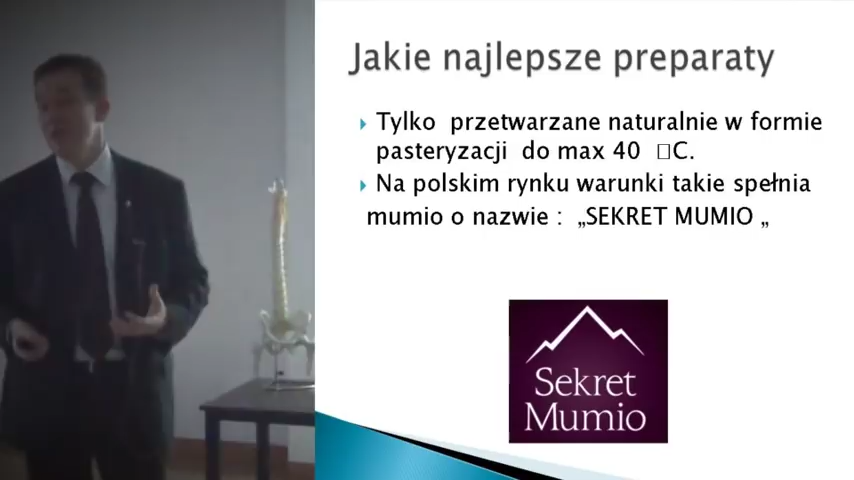 Jakie najlepsze preparaty
Tylko przetwarzane naturalnie w formie
pasteryzacji do max 40 □C.
Na polskim rynku warunki takie spełnia
mumio o nazwie : „SEKRET MUMIO „
Sekret
Mumio